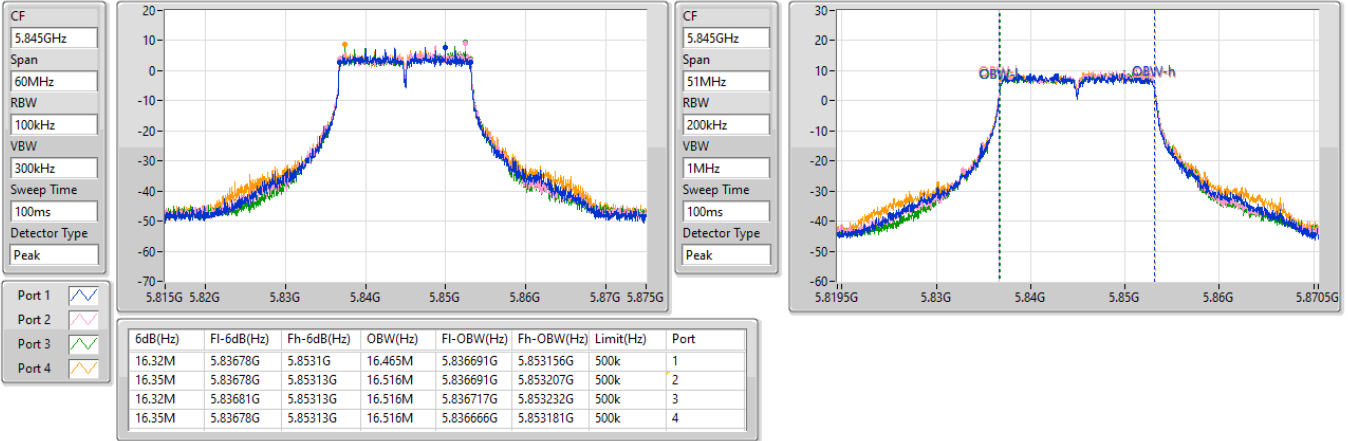 CF
5.845GHz
Span
60MHz
RBW
100kHz
VBW
300kHz
Sweep Time
100ms
Detector Type
Peak
20
10
0
-10
-20
-30
-40
-50
-60
-70
5.815G 5.82G 5.83G 5.84G 5.85G 5.86G 5.87G 5.875G
CF
5.845GHz
Span
51MHz
RBW
200kHz
VBW
1MHz
Sweep Time
100ms
Detector Type
Peak
30
20
10
0
-10
-20
-30
-40
-50
-60
OBW-l OBW-h
5.8195G 5.83G 5.84G 5.85G 5.86G 5.8705G
Port 1
Port 2
Port 3
Port 4
6dB(Hz) Fl-6dB(Hz) Fh-6dB(Hz) OBW(Hz) Fl-OBW(Hz) Fh-OBW(Hz) Limit(Hz) Port
16.32M 5.83678G 5.8531G 16.465M 5.836691G 5.853156G 500k 1
16.35M 5.83678G 5.85313G 16.516M 5.836691G 5.853207G 500k 2
16.32M 5.83681G 5.85313G 16.516M 5.836717G 5.853232G 500k 3
16.35M 5.83678G 5.85313G 16.516M 5.836666G 5.853181G 500k 4